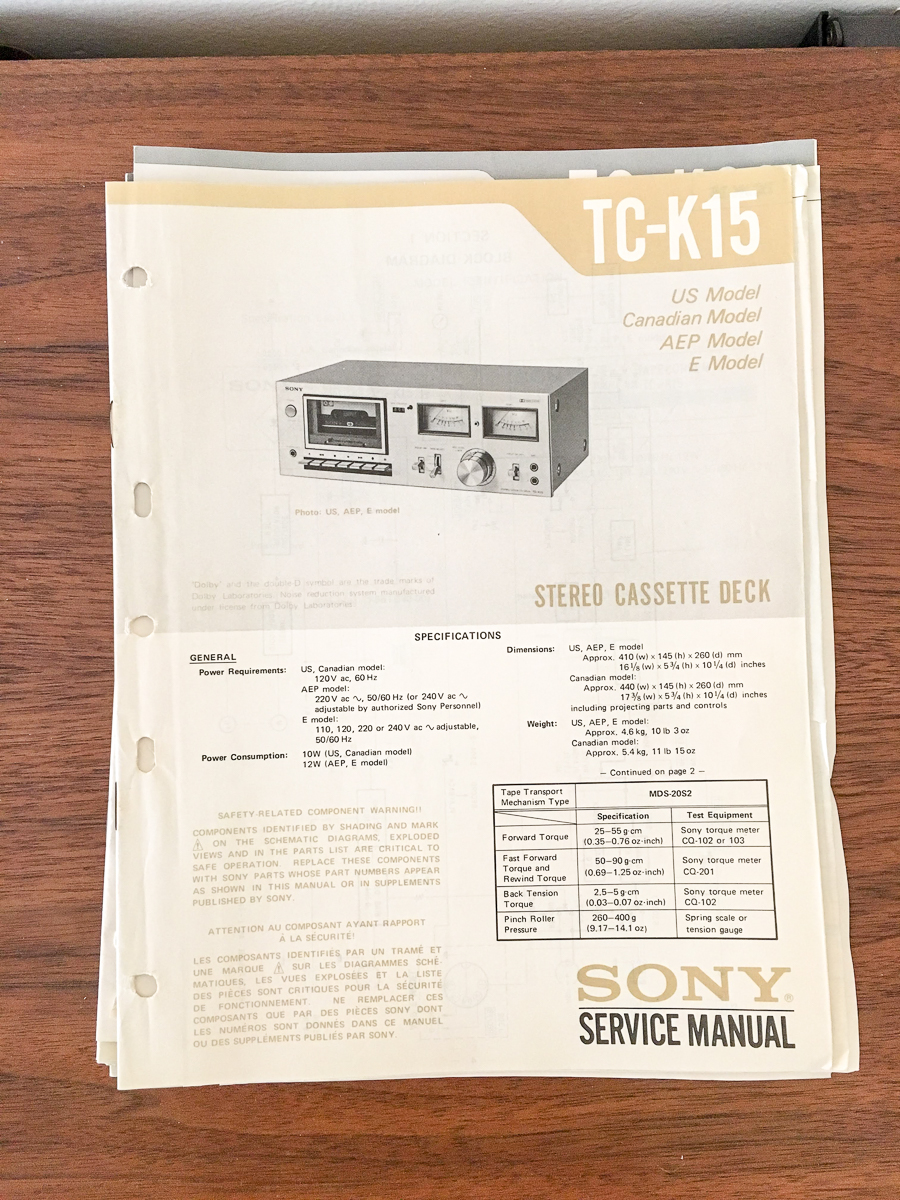 TC-K15
US Model
Canadian Model
AEP Model
E Model
SONY
Photo: US, AEP, E model
"Dolby" and the double-D symbol are the trade marks of
Dolby Laboratories. Noise reduction system manufactured
under license from Dolby Laboratories.
STEREO CASSETTE DECK
SPECIFICATIONS
GENERAL
Power Requirements: US, Canadian model:
120V ac, 60 Hz
AEP model:
220V ac ∿, 50/60 Hz (or 240V ac ∿
adjustable by authorized Sony Personnel)
E model:
110, 120, 220 or 240V ac ∿ adjustable,
50/60 Hz
Power Consumption: 10W (US, Canadian model)
12W (AEP, E model)
Dimensions: US, AEP, E model
Approx. 410 (w) × 145 (h) × 260 (d) mm
16 1/8 (w) × 5 3/4 (h) × 10 1/4 (d) inches
Canadian model:
Approx. 440 (w) × 145 (h) × 260 (d) mm
17 3/8 (w) × 5 3/4 (h) × 10 1/4 (d) inches
including projecting parts and controls
Weight: US, AEP, E model:
Approx. 4.6 kg, 10 lb 3 oz
Canadian model:
Approx. 5.4 kg, 11 lb 15 oz
— Continued on page 2 —
SAFETY-RELATED COMPONENT WARNING!!
COMPONENTS IDENTIFIED BY SHADING AND MARK
⚠ ON THE SCHEMATIC DIAGRAMS, EXPLODED
VIEWS AND IN THE PARTS LIST ARE CRITICAL TO
SAFE OPERATION. REPLACE THESE COMPONENTS
WITH SONY PARTS WHOSE PART NUMBERS APPEAR
AS SHOWN IN THIS MANUAL OR IN SUPPLEMENTS
PUBLISHED BY SONY.
ATTENTION AU COMPOSANT AYANT RAPPORT
À LA SÉCURITÉ!
LES COMPOSANTS IDENTIFIÉS PAR UN TRAMÉ ET
UNE MARQUE ⚠ SUR LES DIAGRAMMES SCHÉ-
MATIQUES, LES VUES EXPLOSÉES ET LA LISTE
DES PIÈCES SONT CRITIQUES POUR LA SÉCURITÉ
DE FONCTIONNEMENT. NE REMPLACER CES
COMPOSANTS QUE PAR DES PIÈCES SONY DONT
LES NUMÉROS SONT DONNÉS DANS CE MANUEL
OU DES SUPPLÉMENTS PUBLIÉS PAR SONY.
Tape Transport MDS-20S2
Mechanism Type
Specification Test Equipment
Forward Torque 25—55 g·cm Sony torque meter
(0.35—0.76 oz·inch) CQ-102 or 103
Fast Forward 50—90 g·cm Sony torque meter
Torque and (0.69—1.25 oz·inch) CQ-201
Rewind Torque
Back Tension 2.5—5 g·cm Sony torque meter
Torque (0.03—0.07 oz·inch) CQ-102
Pinch Roller 260—400 g Spring scale or
Pressure (9.17—14.1 oz) tension gauge
SONY®
SERVICE MANUAL